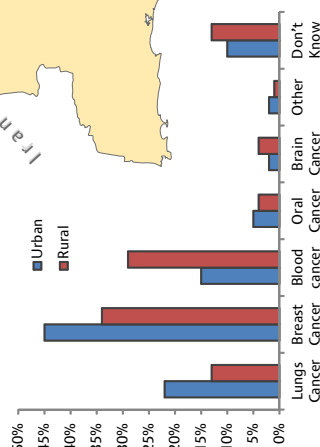 Iran
Urban
Rural
50%
45%
40%
35%
30%
25%
20%
15%
10%
5%
0%
Lungs Cancer
Breast Cancer
Blood cancer
Oral Cancer
Brain Cancer
Other
Don't Know